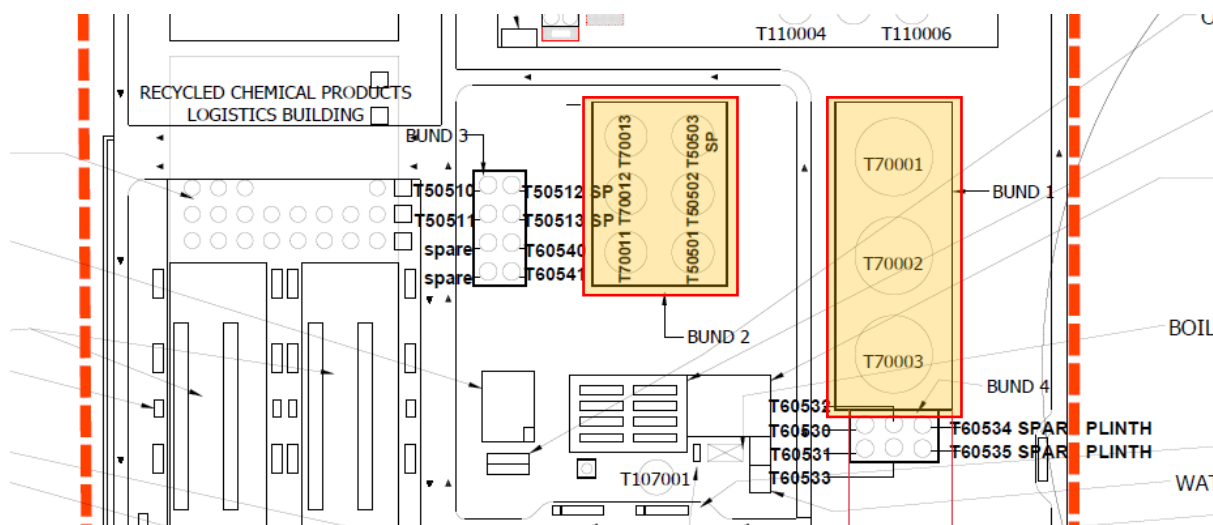 T110004
T110006
RECYCLED CHEMICAL PRODUCTS
LOGISTICS BUILDING
BUND 3
T50510
T50511
spare
spare
T50512 SP
T50513 SP
T60540
T60541
T70013
T70012
T70011
T50503
SP
T50502
T50501
BUND 2
T70001
T70002
T70003
BUND 1
BOIL
BUND 4
T60532
T60530
T60531
T60533
T60534 SPAR PLINTH
T60535 SPAR PLINTH
T107001
WAT